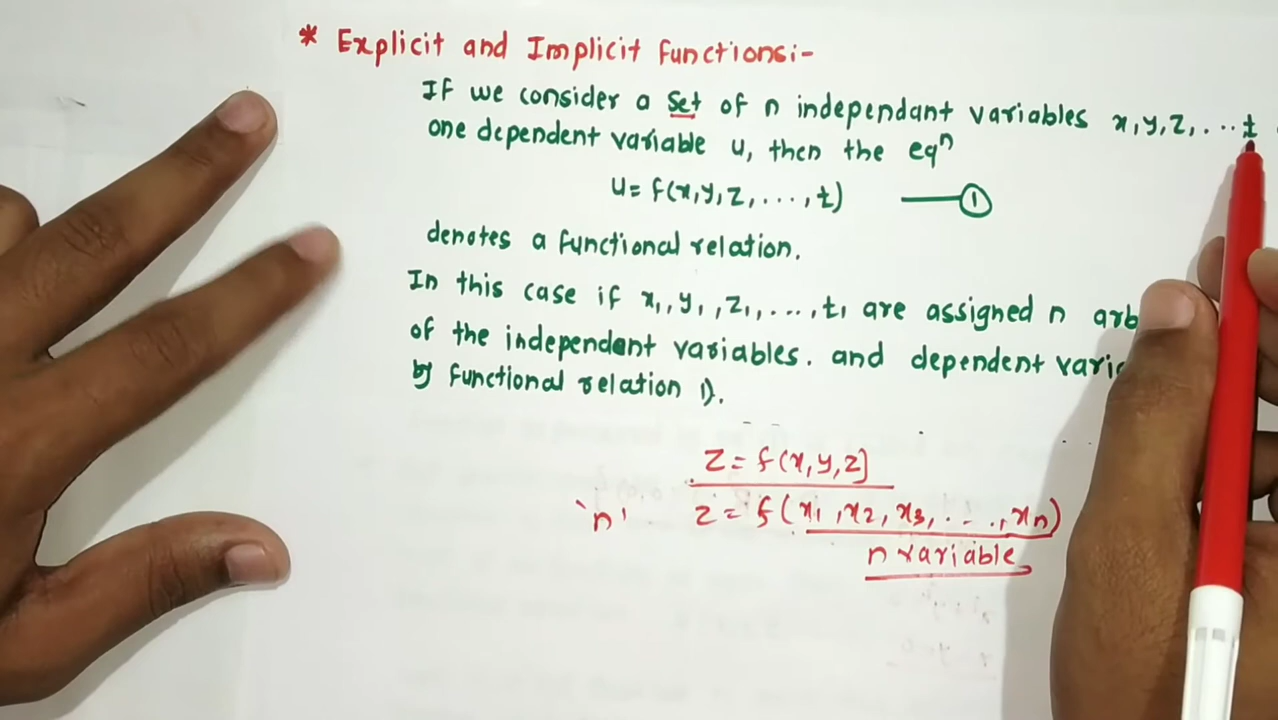 * Explicit and Implicit Functions:-
If we consider a set of n independant variables x, y, z, ... t
one dependent variable u, then the eqⁿ
u = f(x, y, z, ..., t) —— ①
denotes a functional relation.
In this case if x₁, y₁, z₁, ..., t₁ are assigned n arb
of the independent variables. and dependent varia
by functional relation 1).
z = f(x, y, z)
'n' z = f(x₁, x₂, x₃, ..., xₙ)
n variable